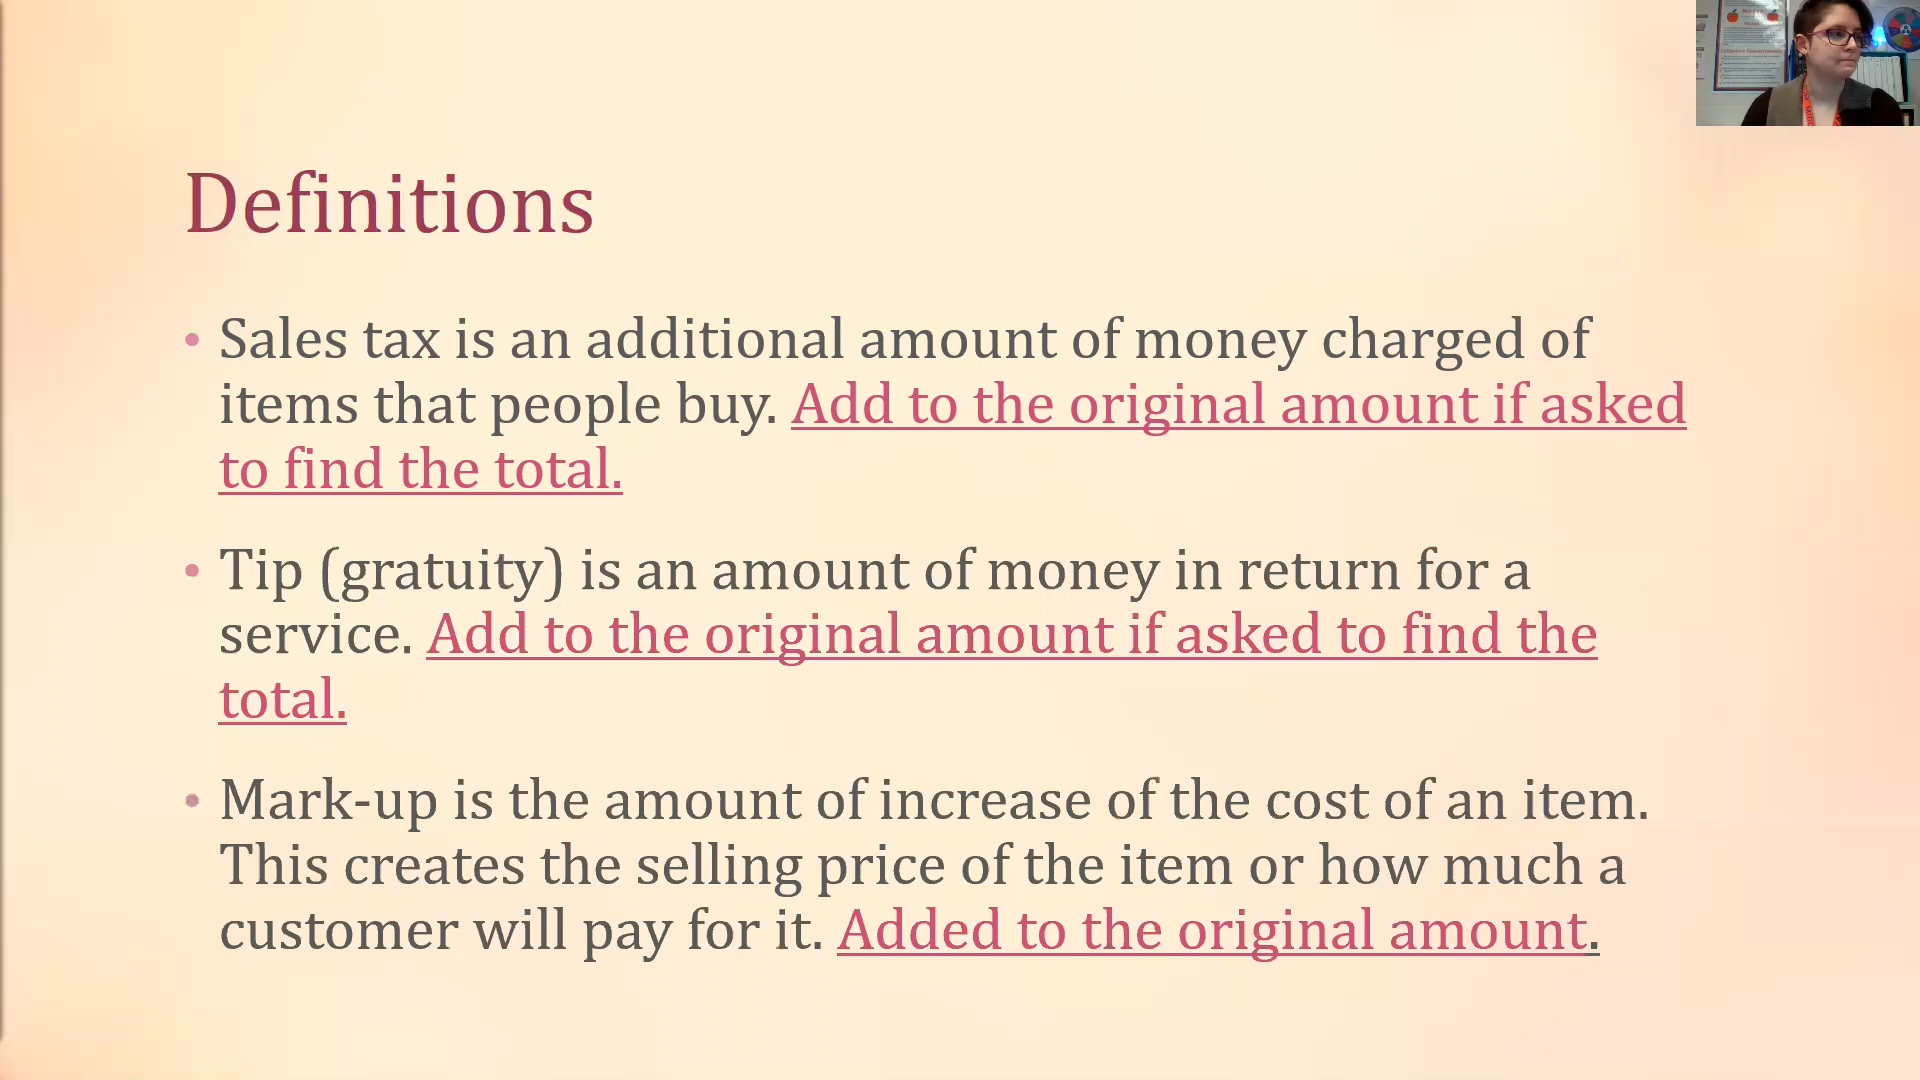 Definitions
• Sales tax is an additional amount of money charged of
items that people buy. Add to the original amount if asked
to find the total.
• Tip (gratuity) is an amount of money in return for a
service. Add to the original amount if asked to find the
total.
• Mark-up is the amount of increase of the cost of an item.
This creates the selling price of the item or how much a
customer will pay for it. Added to the original amount.